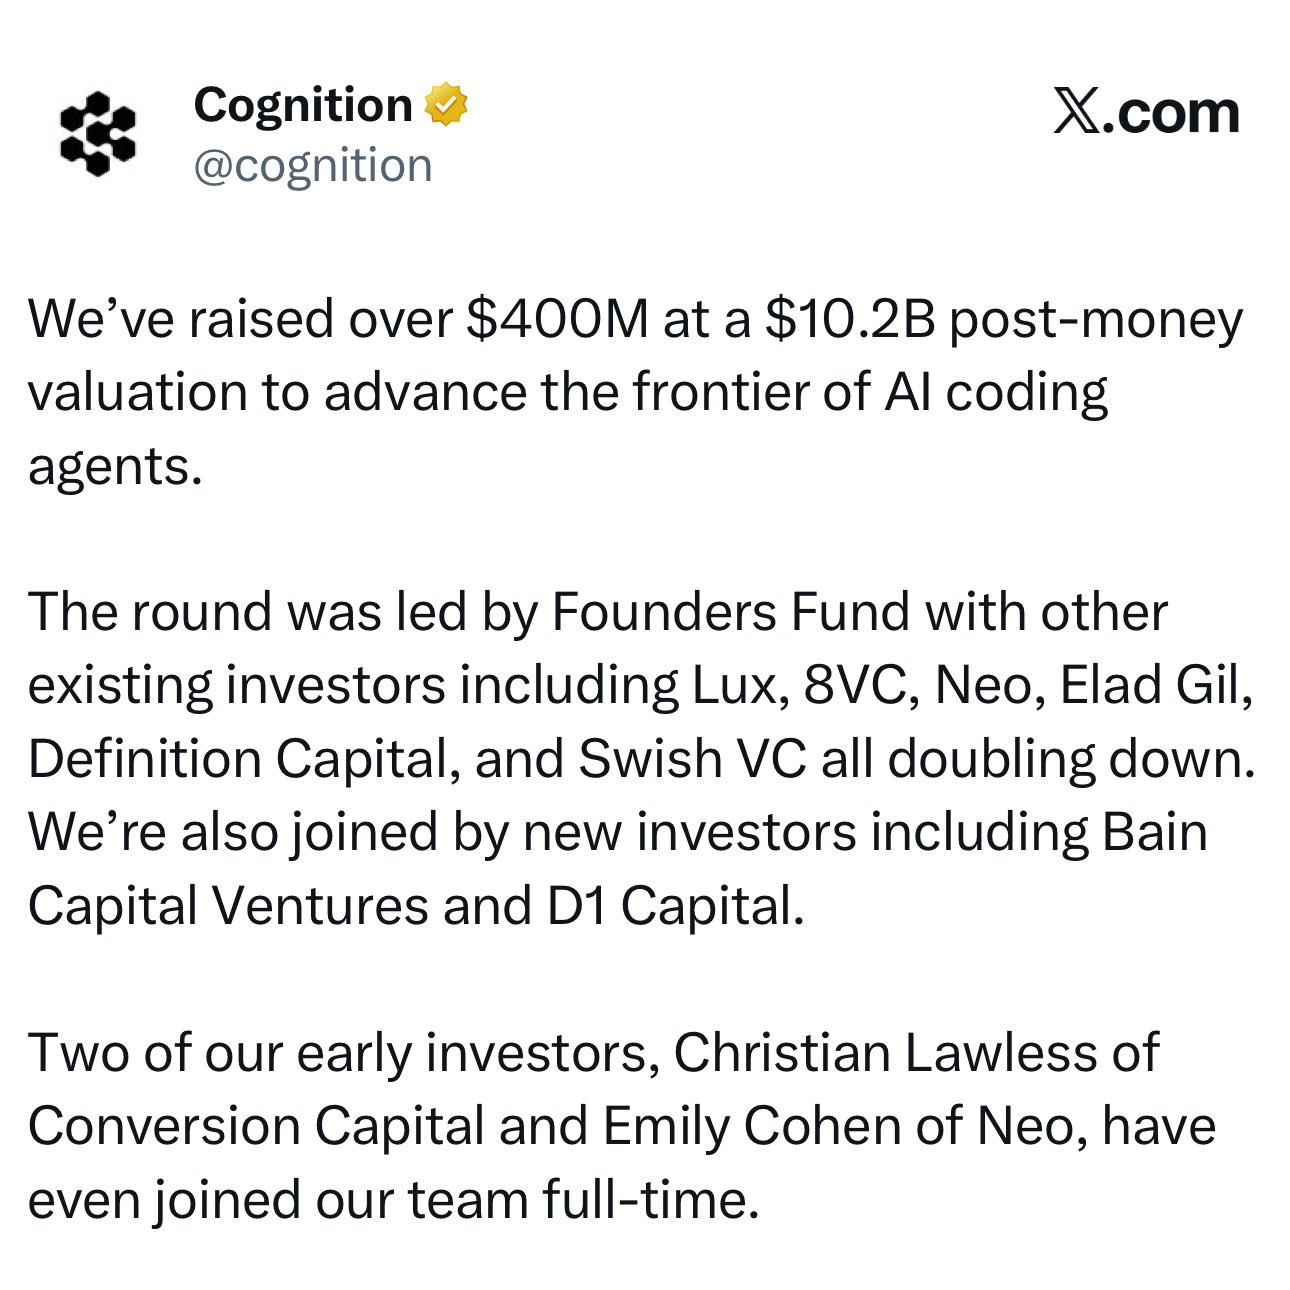 Cognition
X.com
@cognition
We’ve raised over $400M at a $10.2B post-money
valuation to advance the frontier of AI coding
agents.
The round was led by Founders Fund with other
existing investors including Lux, 8VC, Neo, Elad Gil,
Definition Capital, and Swish VC all doubling down.
We’re also joined by new investors including Bain
Capital Ventures and D1 Capital.
Two of our early investors, Christian Lawless of
Conversion Capital and Emily Cohen of Neo, have
even joined our team full-time.